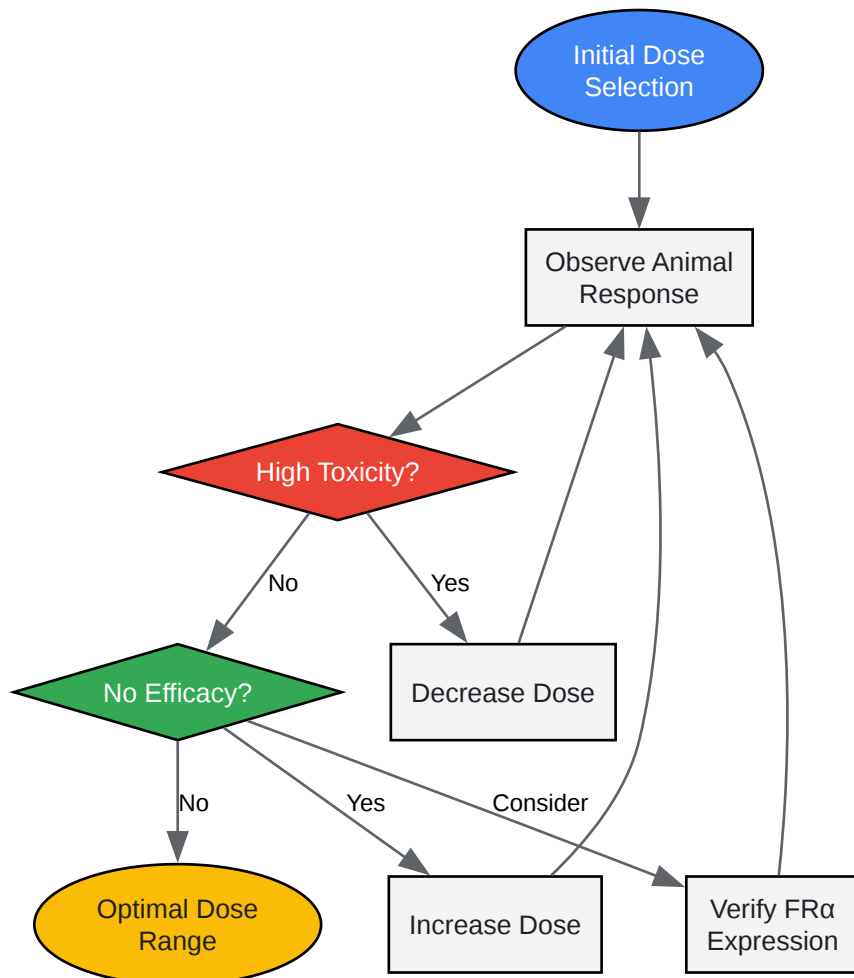 Initial Dose
Selection
Observe Animal
Response
High Toxicity?
No
Yes
No Efficacy?
Decrease Dose
No
Yes
Consider
Optimal Dose
Range
Increase Dose
Verify FRα
Expression